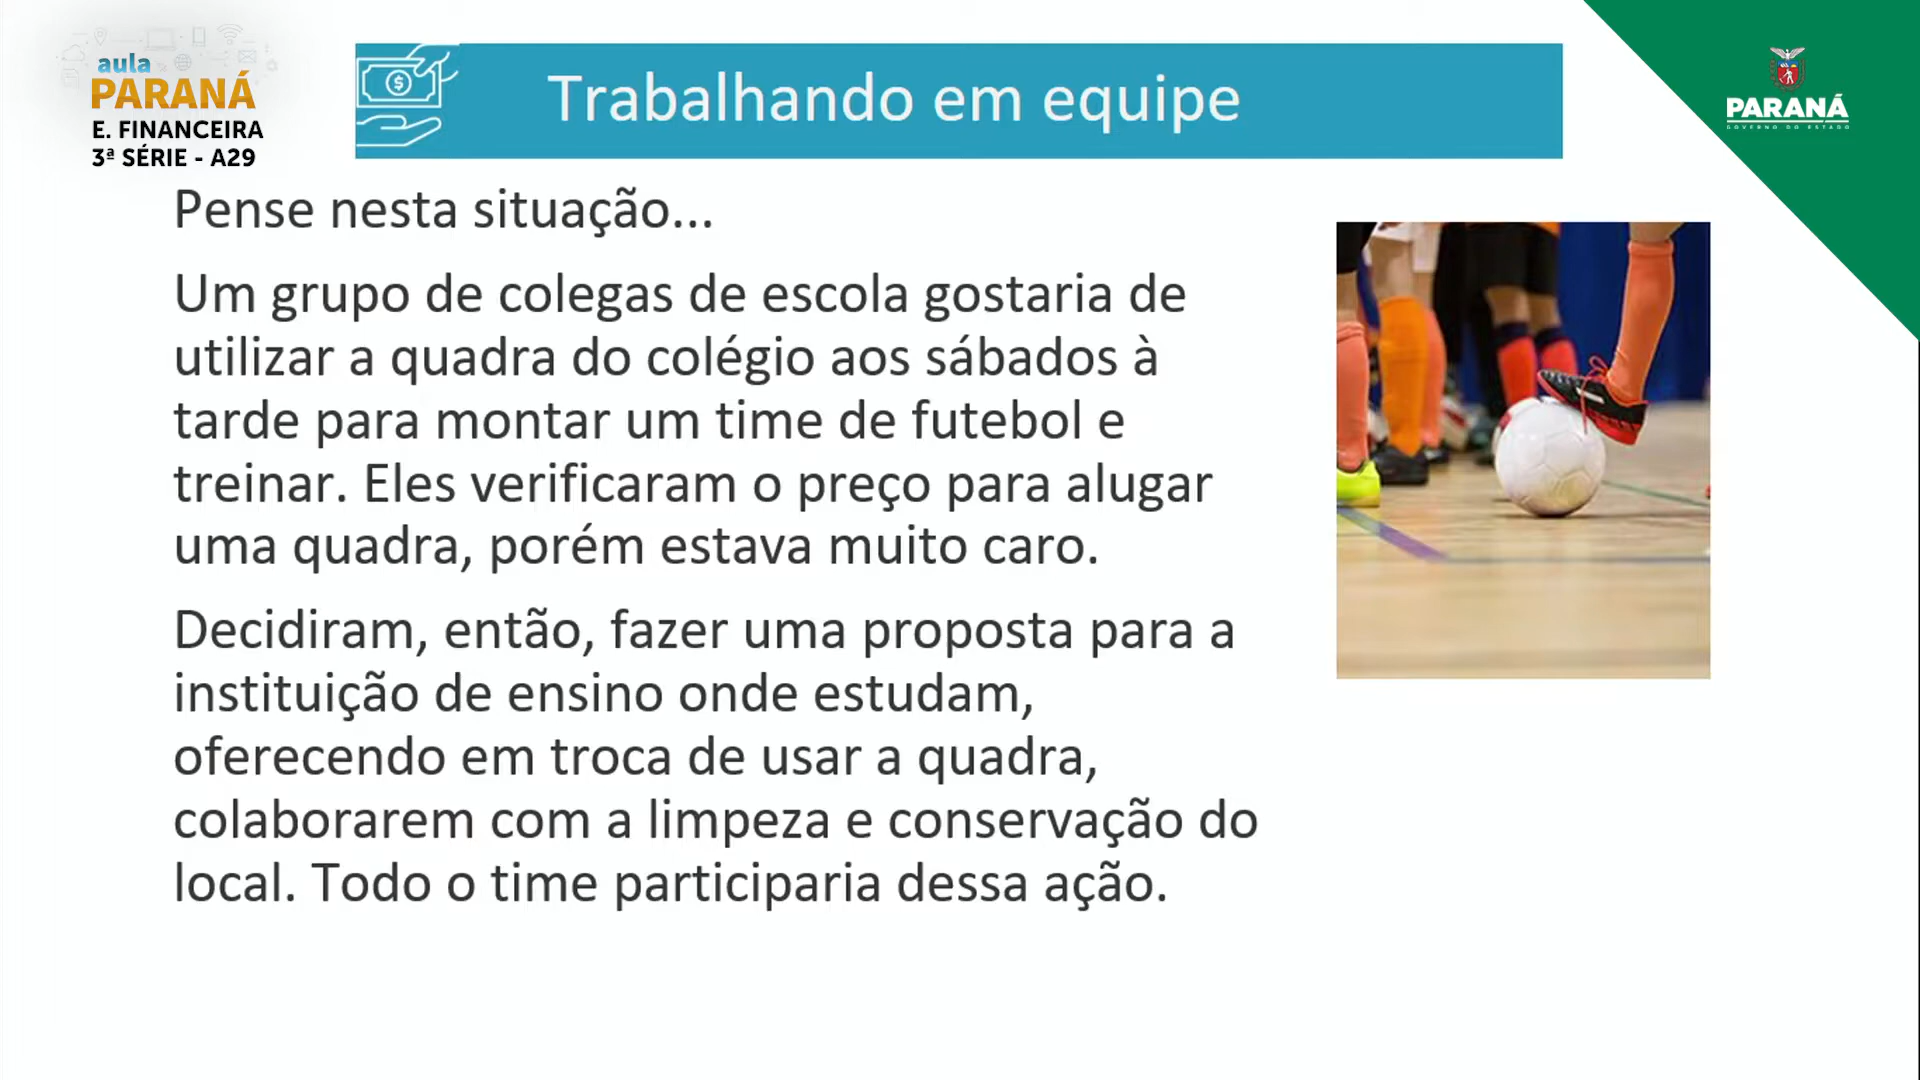 aula
PARANÁ
E. FINANCEIRA
3ª SÉRIE - A29
$
Trabalhando em equipe
PARANÁ
GOVERNO DO ESTADO
Pense nesta situação...
Um grupo de colegas de escola gostaria de
utilizar a quadra do colégio aos sábados à
tarde para montar um time de futebol e
treinar. Eles verificaram o preço para alugar
uma quadra, porém estava muito caro.
Decidiram, então, fazer uma proposta para a
instituição de ensino onde estudam,
oferecendo em troca de usar a quadra,
colaborarem com a limpeza e conservação do
local. Todo o time participaria dessa ação.